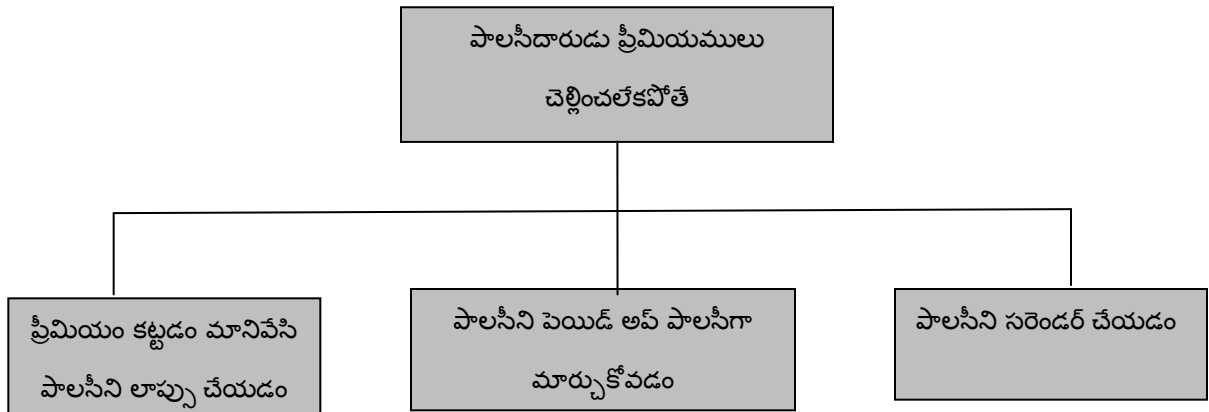 పాలసీదారుడు ప్రీమియములు
చెల్లించలేకపోతే
ప్రీమియం కట్టడం మానివేసి
పాలసీని లాప్సు చేయడం
పాలసీని పెయిడ్ అప్ పాలసీగా
మార్చుకోవడం
పాలసీని సరెండర్ చేయడం